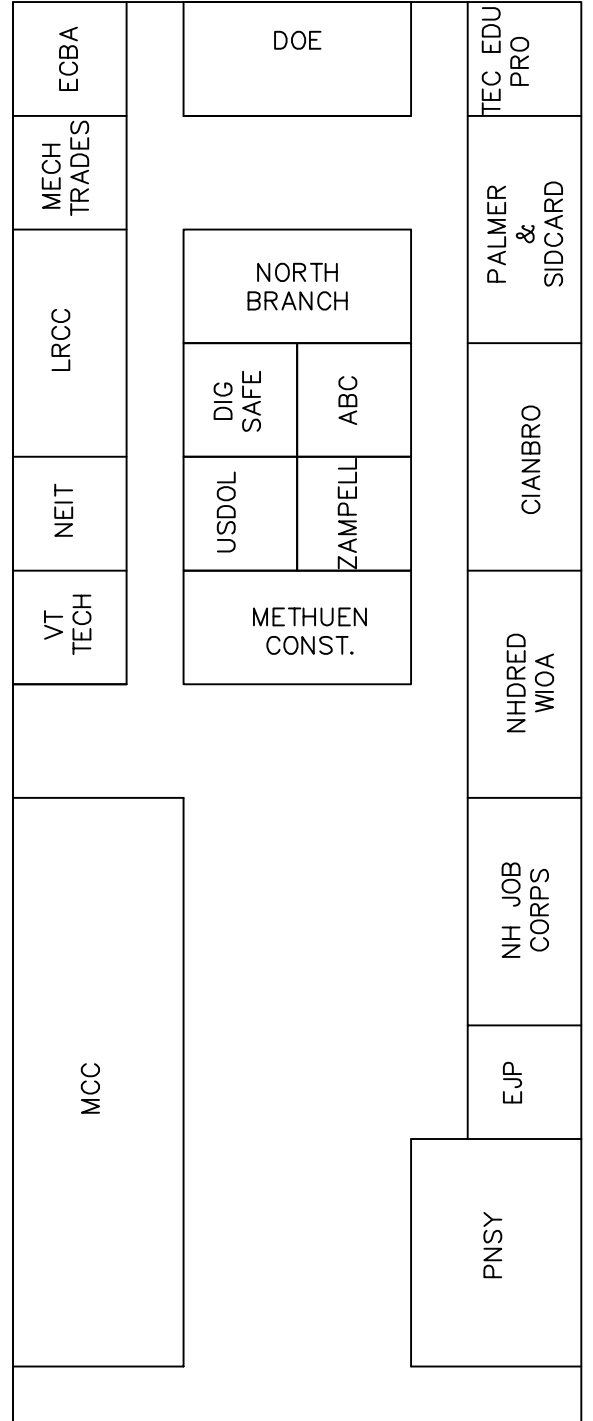 ECBA
DOE
TEC EDU
PRO
MECH
TRADES
PALMER
&
SIDCARD
NORTH
BRANCH
LRCC
DIG
SAFE
ABC
CIANBRO
NEIT
USDOL
ZAMPELL
VT
TECH
METHUEN
CONST.
NHDRED
WIOA
NH JOB
CORPS
MCC
EJP
PNSY